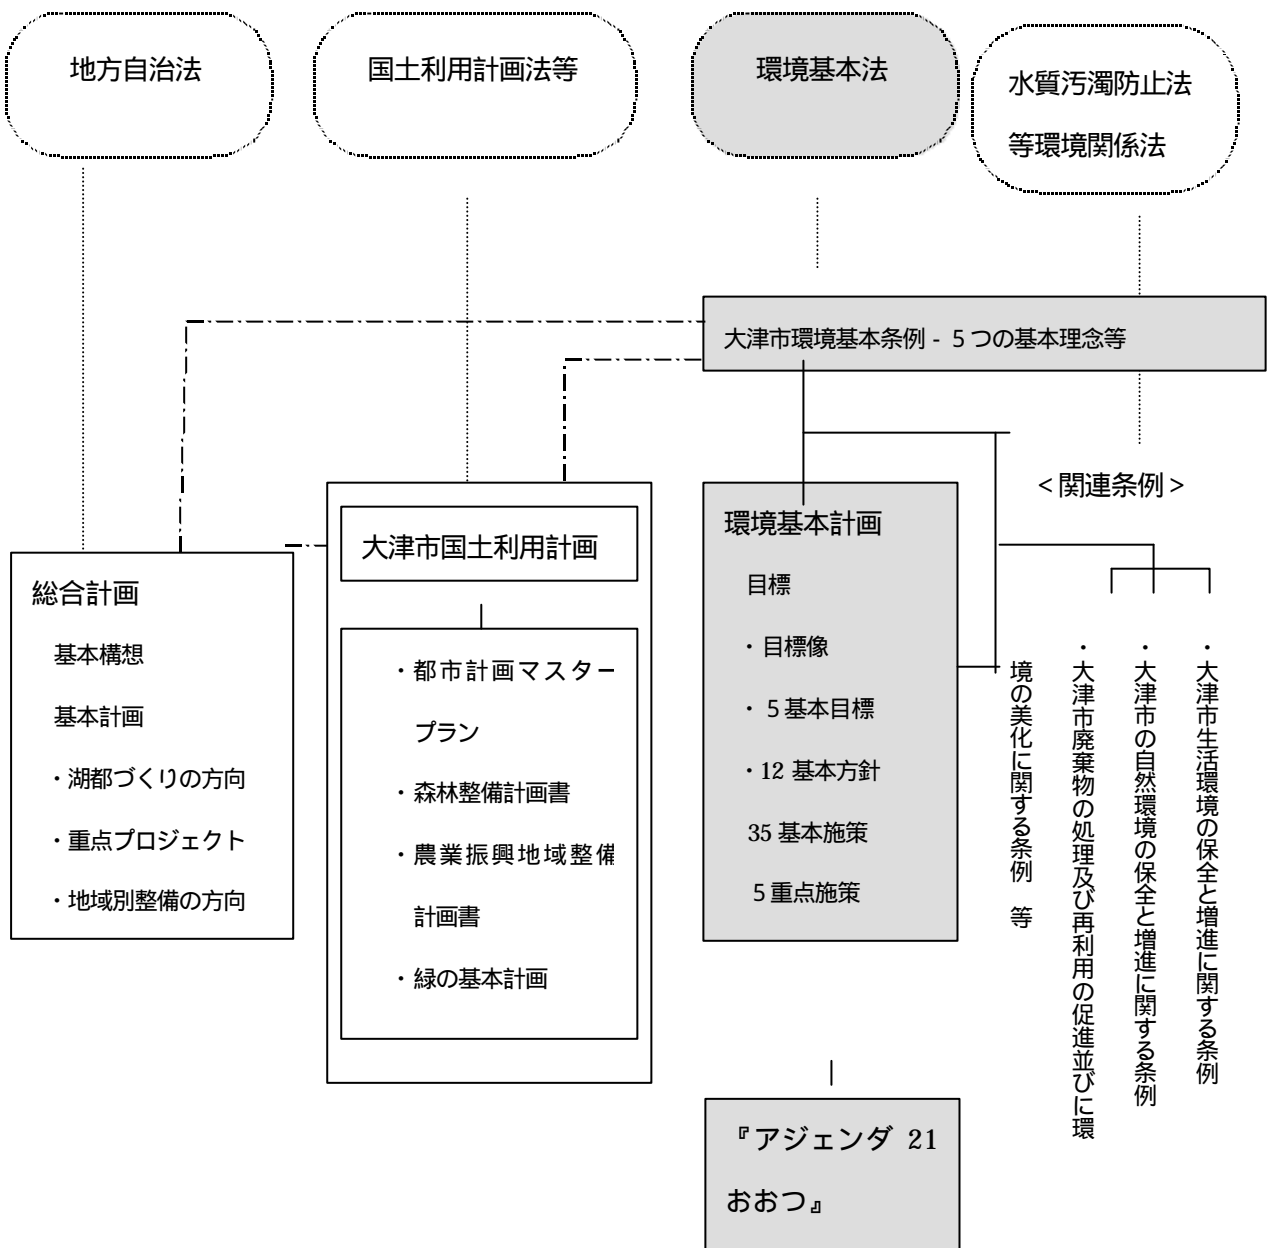 地方自治法
国土利用計画法等
環境基本法
水質汚濁防止法
等環境関係法
大津市環境基本条例 - 5つの基本理念等
総合計画
基本構想
基本計画
・湖都づくりの方向
・重点プロジェクト
・地域別整備の方向
大津市国土利用計画
・都市計画マスター
プラン
・森林整備計画書
・農業振興地域整備
計画書
・緑の基本計画
環境基本計画
目標
・目標像
・ 5基本目標
・12 基本方針
35 基本施策
5 重点施策
<関連条例>
・大津市生活環境の保全と増進に関する条例
・大津市の自然環境の保全と増進に関する条例
・大津市廃棄物の処理及び再利用の促進並びに環
境の美化に関する条例 等
『アジェンダ 21
おおつ』